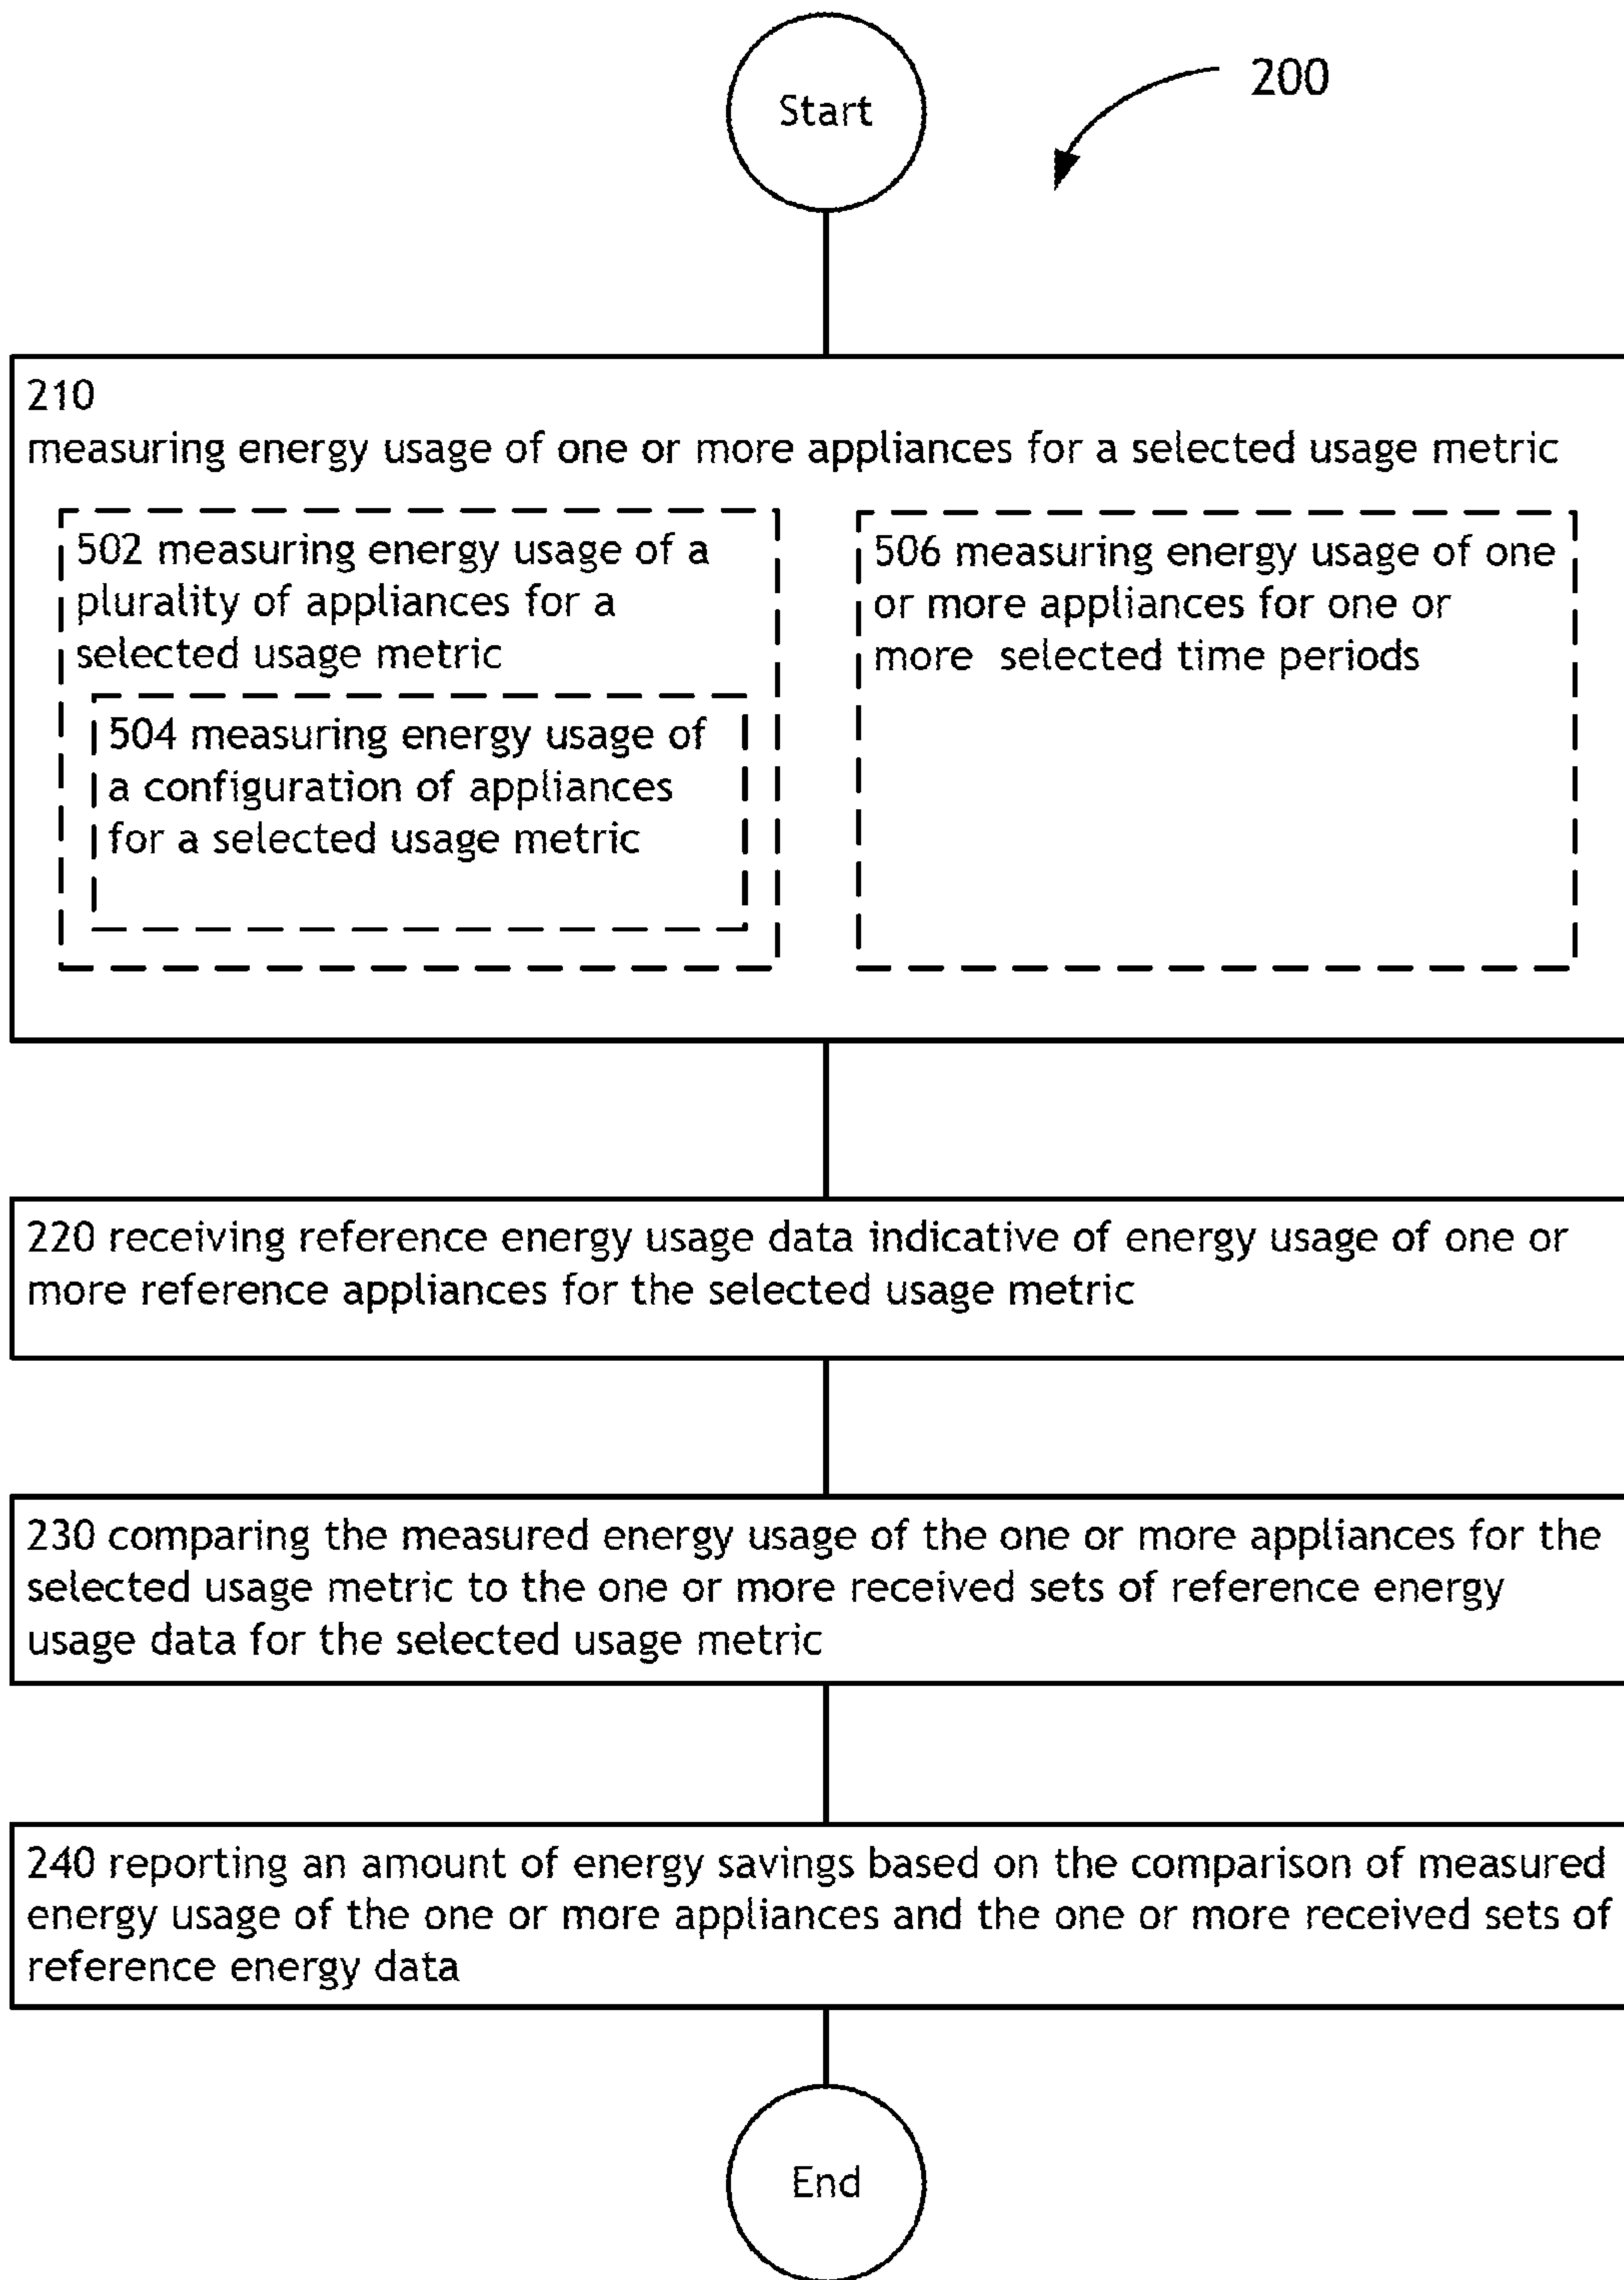 Start
200
210
measuring energy usage of one or more appliances for a selected usage metric
502 measuring energy usage of a
plurality of appliances for a
selected usage metric
504 measuring energy usage of
a configuration of appliances
for a selected usage metric
506 measuring energy usage of one
or more appliances for one or
more selected time periods
220 receiving reference energy usage data indicative of energy usage of one or
more reference appliances for the selected usage metric
230 comparing the measured energy usage of the one or more appliances for the
selected usage metric to the one or more received sets of reference energy
usage data for the selected usage metric
240 reporting an amount of energy savings based on the comparison of measured
energy usage of the one or more appliances and the one or more received sets of
reference energy data
End